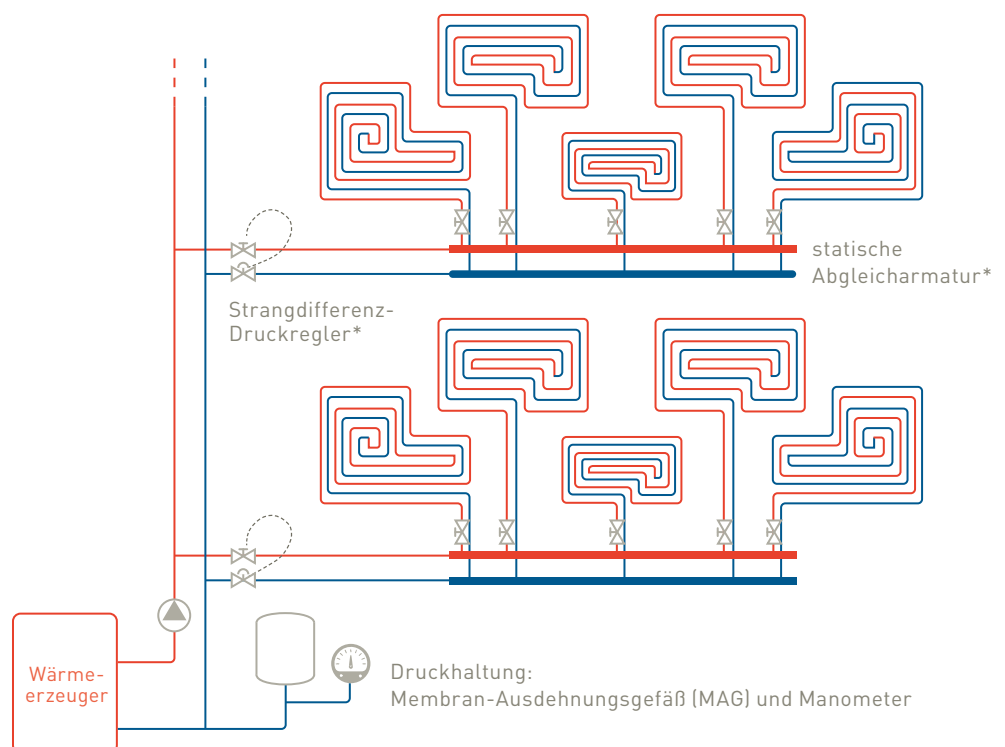 statische
Abgleicharmatur*
Strangdifferenz-
Druckregler*
Wärme-
erzeuger
Druckhaltung:
Membran-Ausdehnungsgefäß (MAG) und Manometer